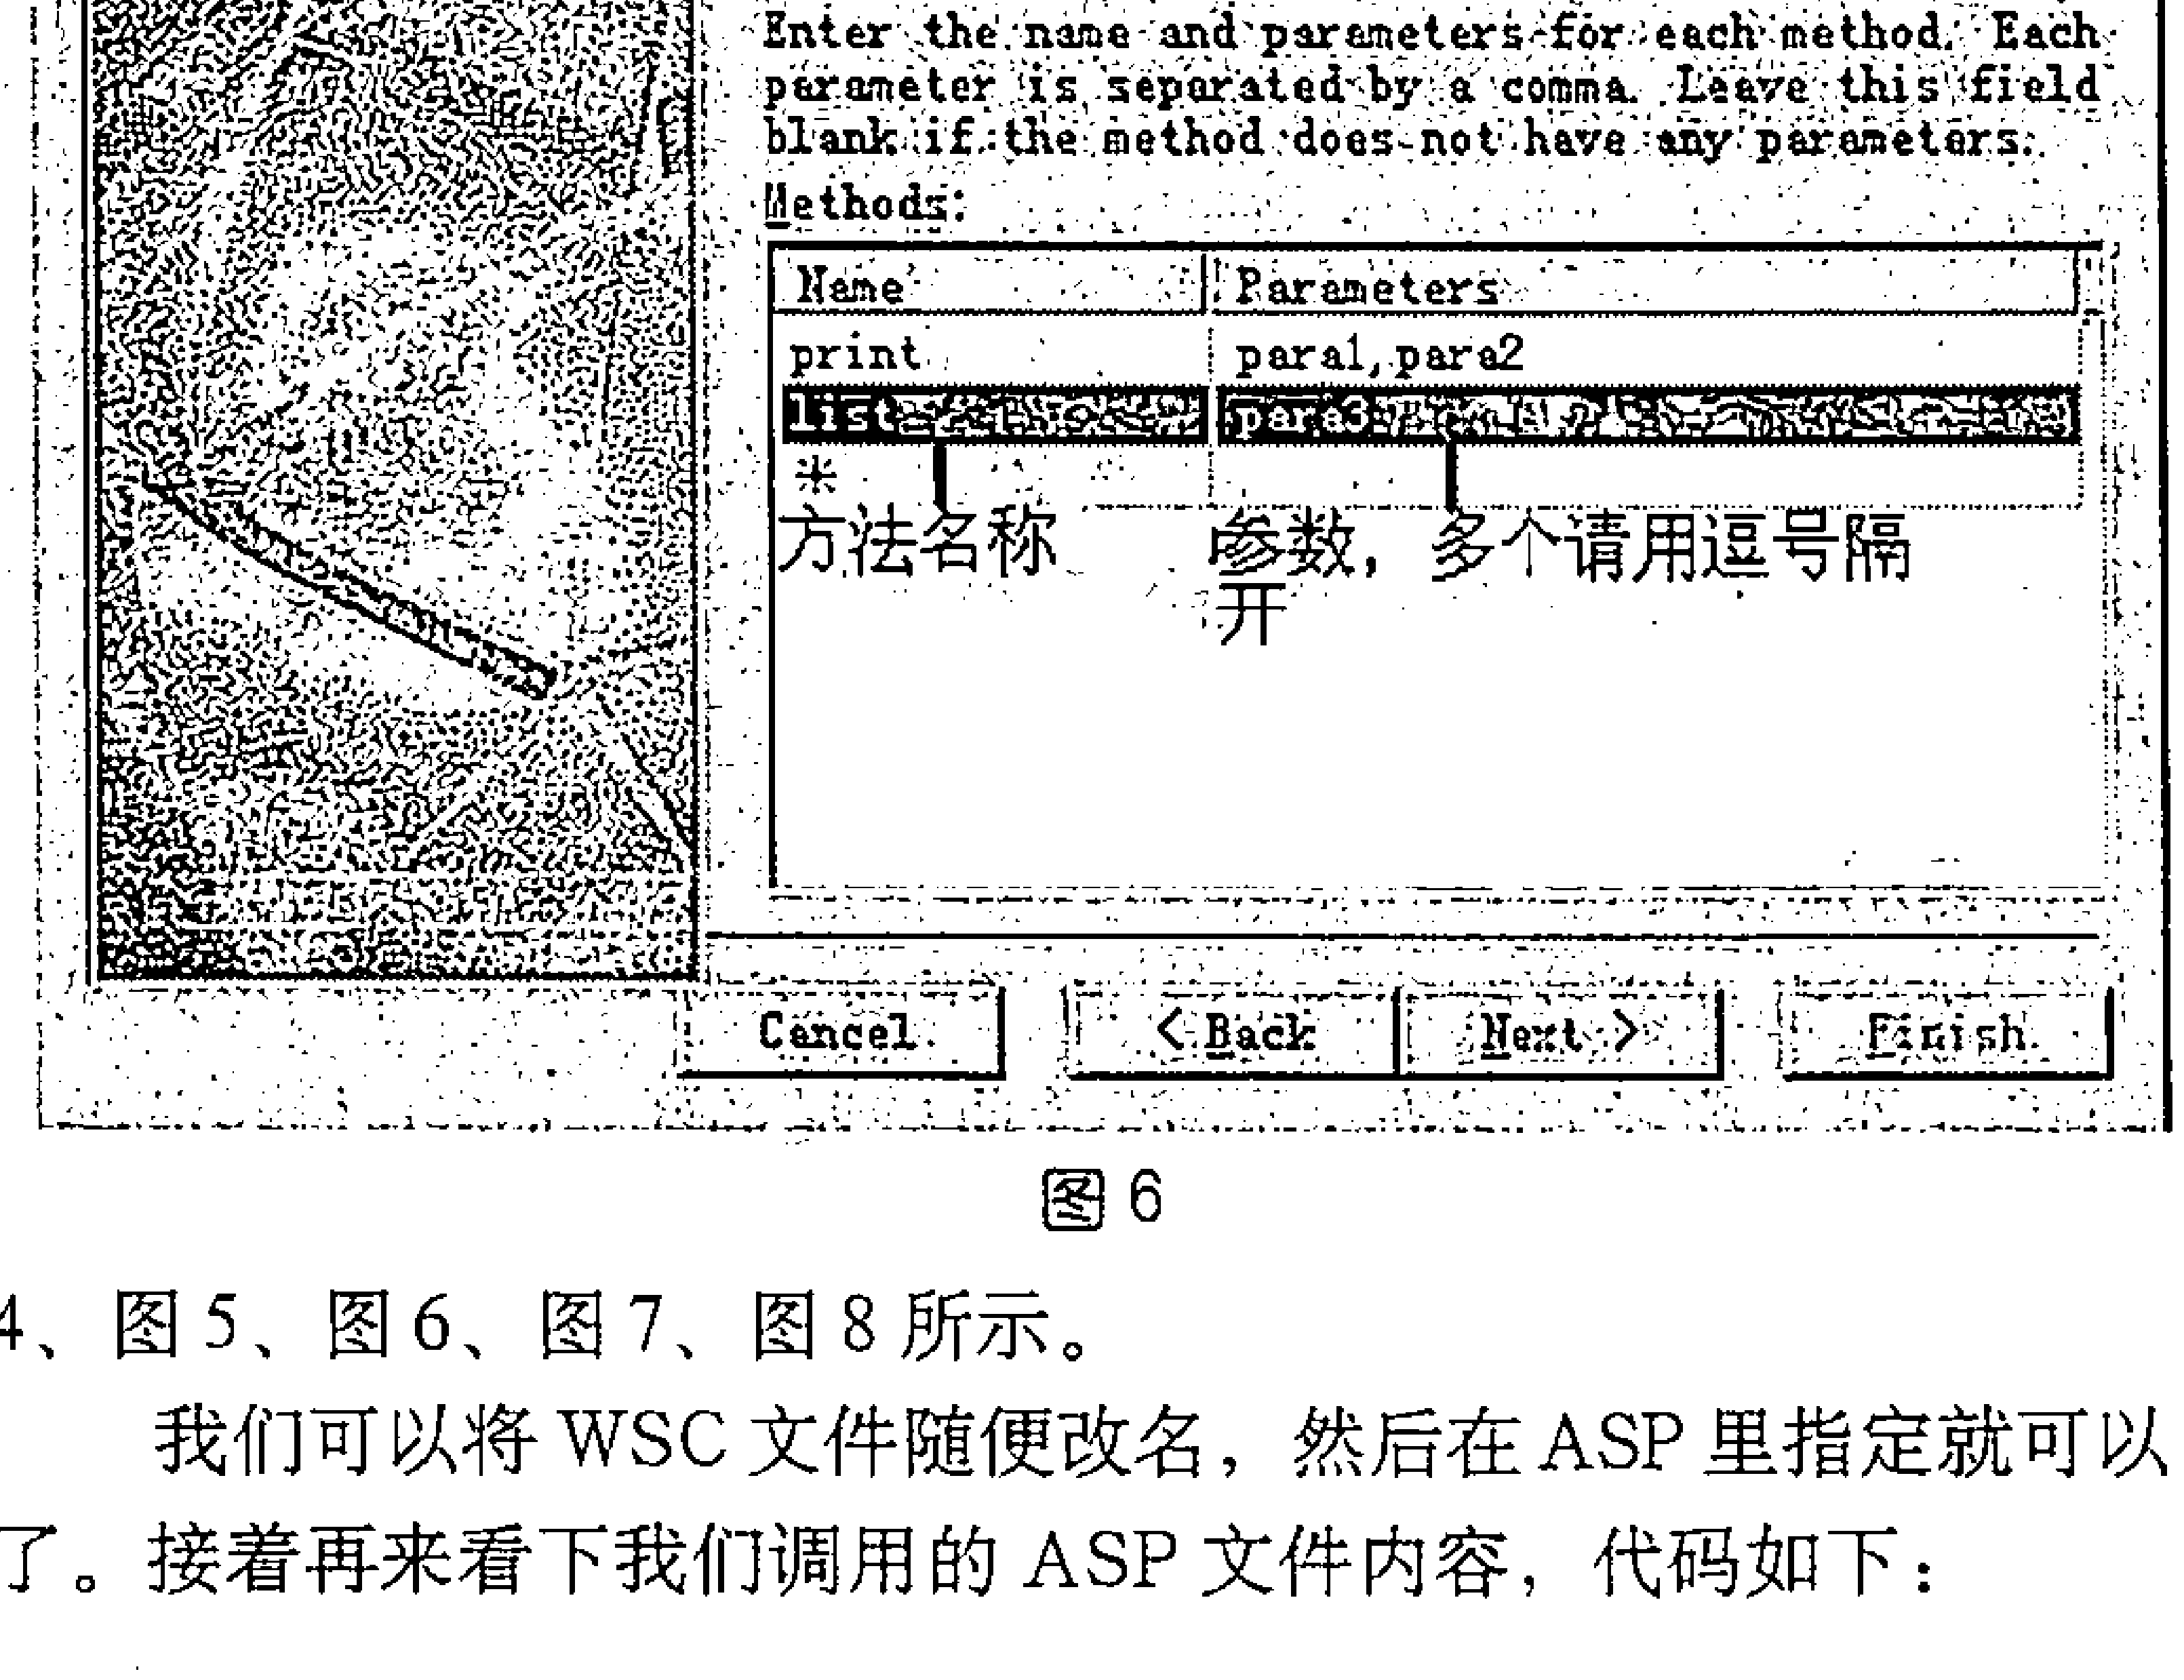 Enter the name and parameters for each method. Each
parameter is separated by a comma. Leave this field
blank if the method does not have any parameters.
Methods:
Name Parameters
print para1,para2
list para3
*
方法名称 参数，多个请用逗号隔
开
Cancel < Back Next > Finish
图 6
4、图 5、图 6、图 7、图 8 所示。
我们可以将 WSC 文件随便改名，然后在 ASP 里指定就可以
了。接着再来看下我们调用的 ASP 文件内容，代码如下：